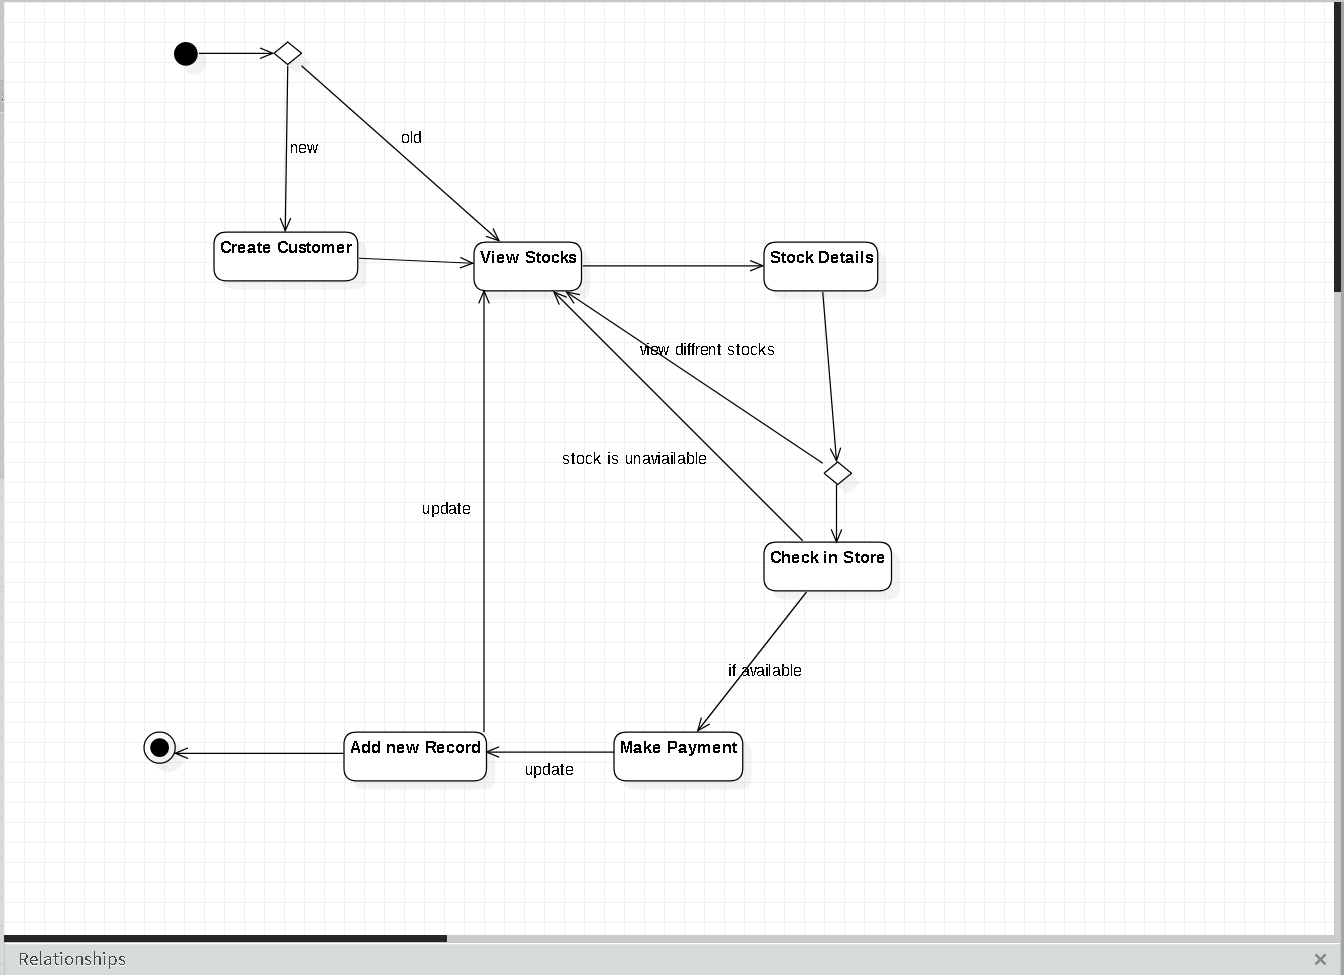 old
new
Create Customer
View Stocks
Stock Details
view diffrent stocks
stock is unaviailable
update
Check in Store
if available
Add new Record
Make Payment
update
Relationships